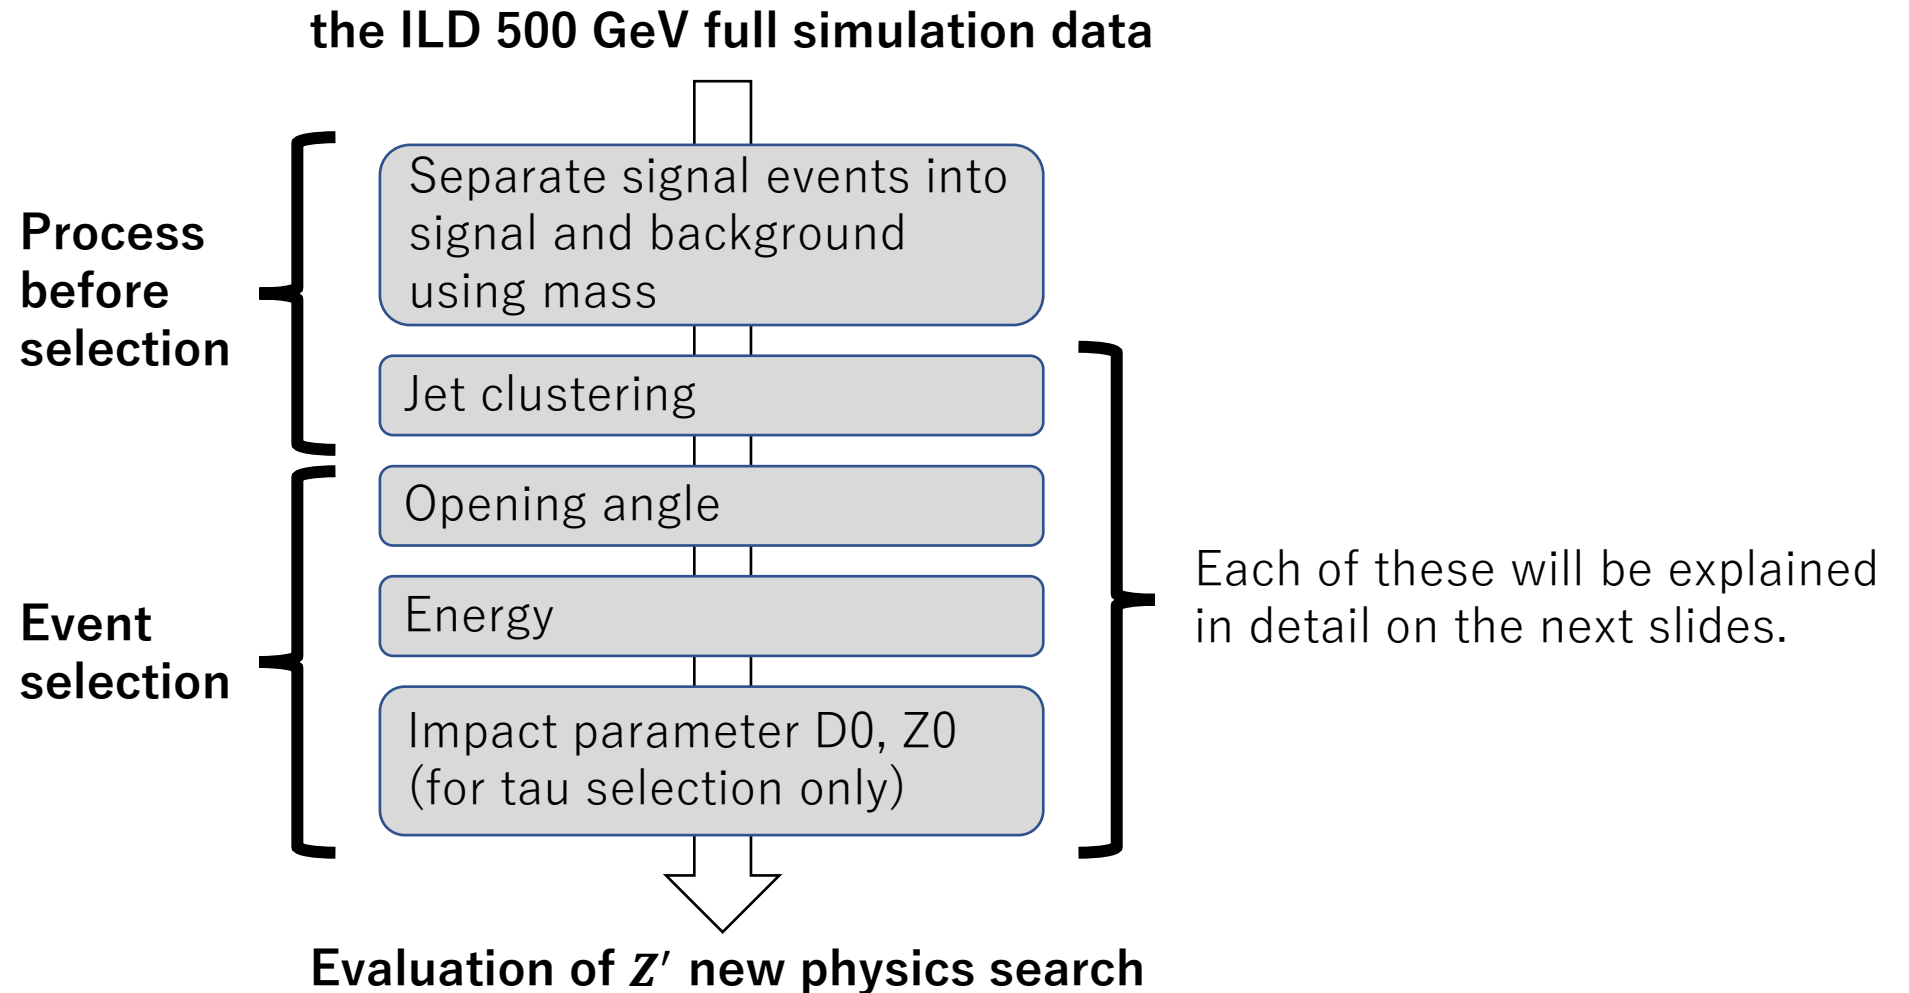 the ILD 500 GeV full simulation data
Process
before
selection
Separate signal events into
signal and background
using mass
Jet clustering
Event
selection
Opening angle
Energy
Impact parameter D0, Z0
(for tau selection only)
Each of these will be explained
in detail on the next slides.
Evaluation of Z′ new physics search